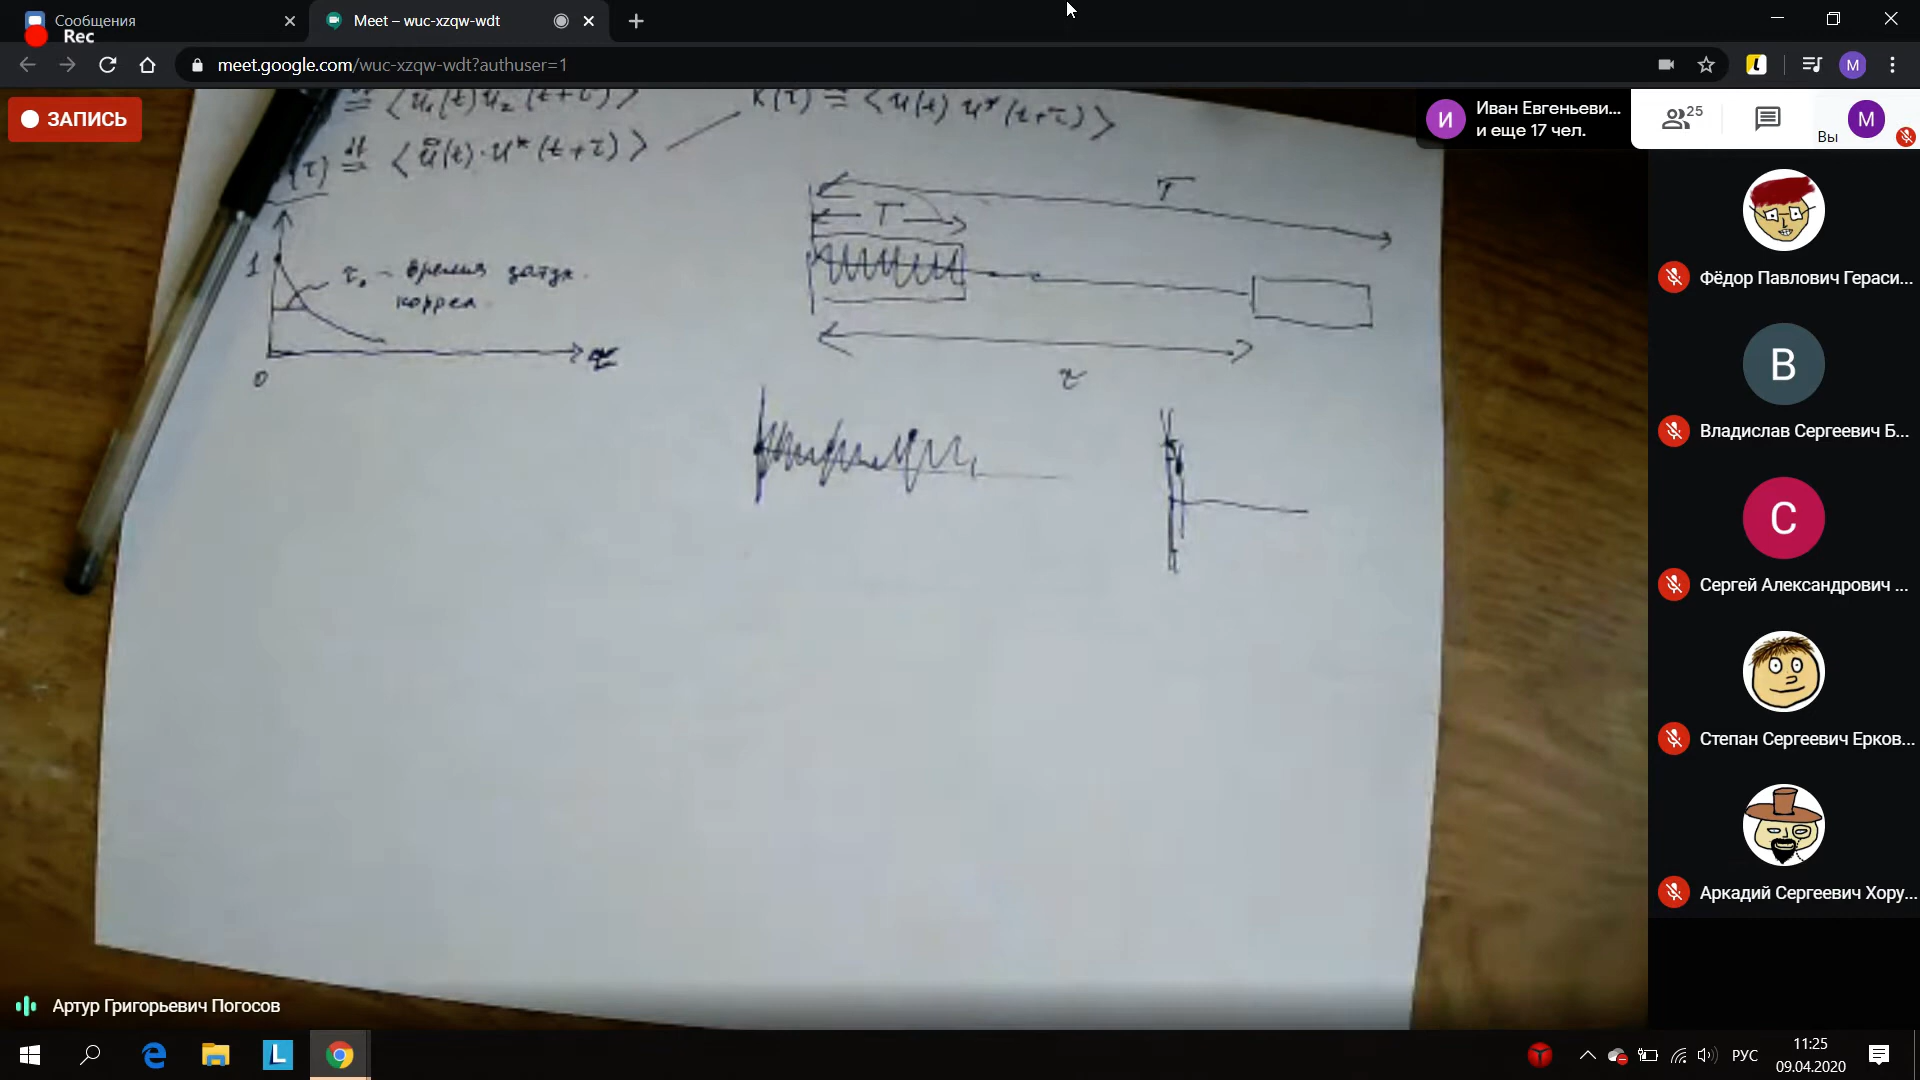 Сообщения
Meet – wuc-xzqw-wdt
Rec
meet.google.com/wuc-xzqw-wdt?authuser=1
M
ЗАПИСЬ
И
Иван Евгеньеви...
и еще 17 чел.
25
Вы
M
K(τ) = <u(t) u*(t+τ)>
(τ) df= <ũ(t)·u*(t+τ)>
1
τ₀ – время затух.
коррел.
0
τ
T
T
τ
Фёдор Павлович Гераси...
В
Владислав Сергеевич Б...
С
Сергей Александрович ...
Степан Сергеевич Ерков...
Аркадий Сергеевич Хору...
Артур Григорьевич Погосов
L
РУС
11:25
09.04.2020